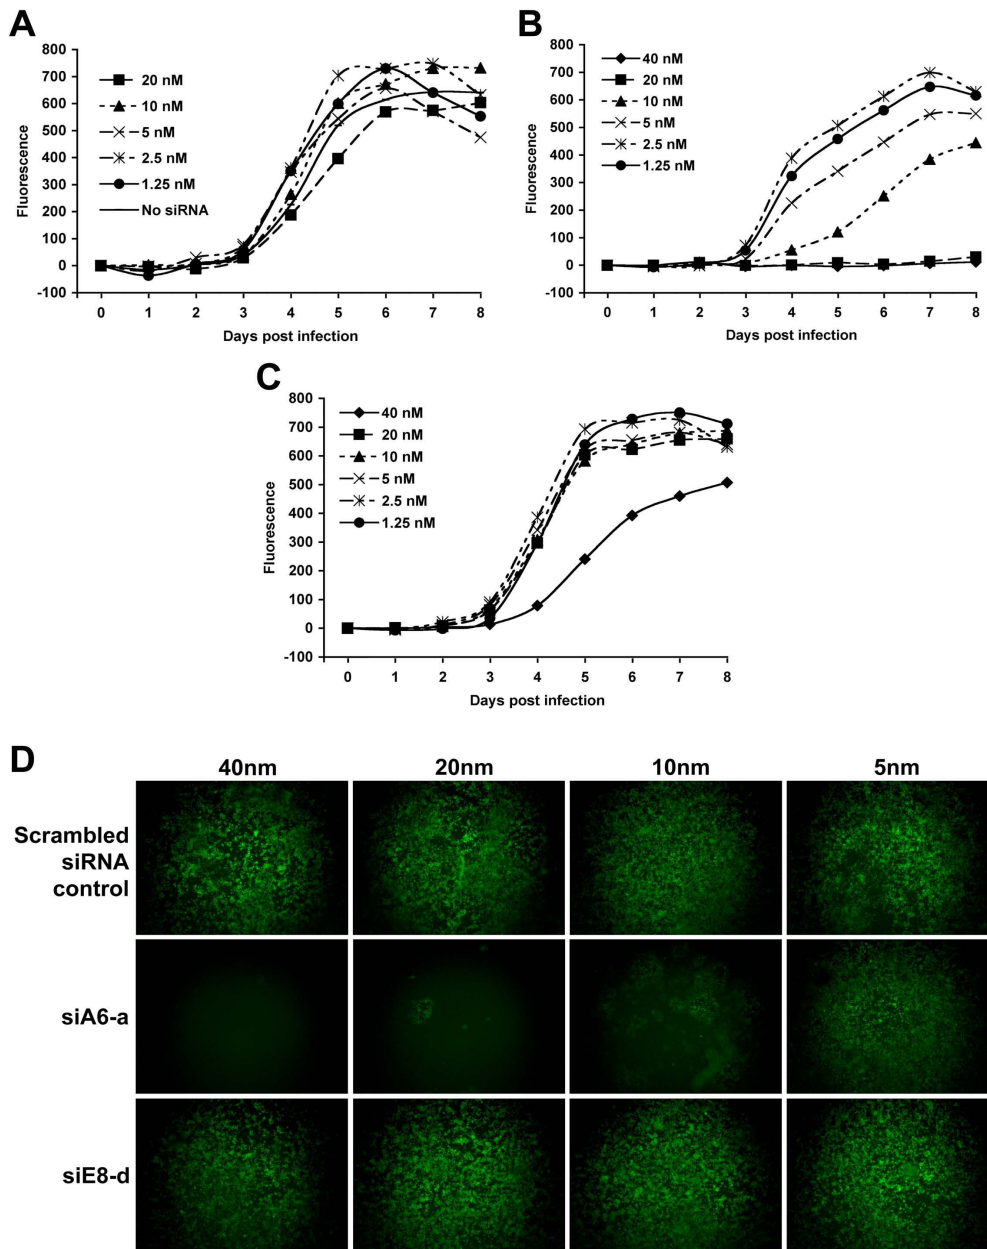 A
800
700
600
500
400
300
200
100
0
-100
Fluorescence
20 nM
10 nM
5 nM
2.5 nM
1.25 nM
No siRNA
0 1 2 3 4 5 6 7 8
Days post infection
B
800
700
600
500
400
300
200
100
0
-100
Fluorescence
40 nM
20 nM
10 nM
5 nM
2.5 nM
1.25 nM
0 1 2 3 4 5 6 7 8
Days post infection
C
800
700
600
500
400
300
200
100
0
-100
Fluorescence
40 nM
20 nM
10 nM
5 nM
2.5 nM
1.25 nM
0 1 2 3 4 5 6 7 8
Days post infection
D
40nm 20nm 10nm 5nm
Scrambled
siRNA
control
siA6-a
siE8-d